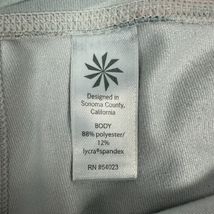 Designed in
Sonoma County,
California
BODY
88% polyester/
12%
lycra® spandex
RN #54023